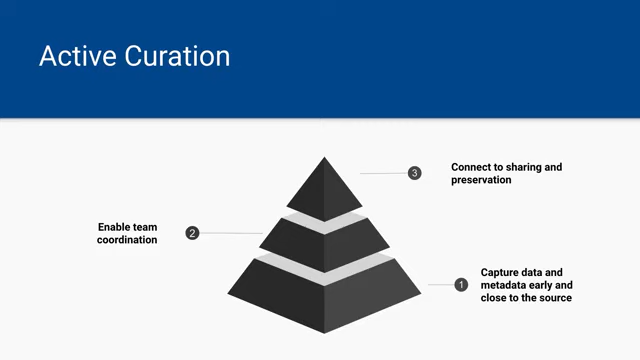 Active Curation
3
Connect to sharing and
preservation
Enable team
coordination
2
1
Capture data and
metadata early and
close to the source